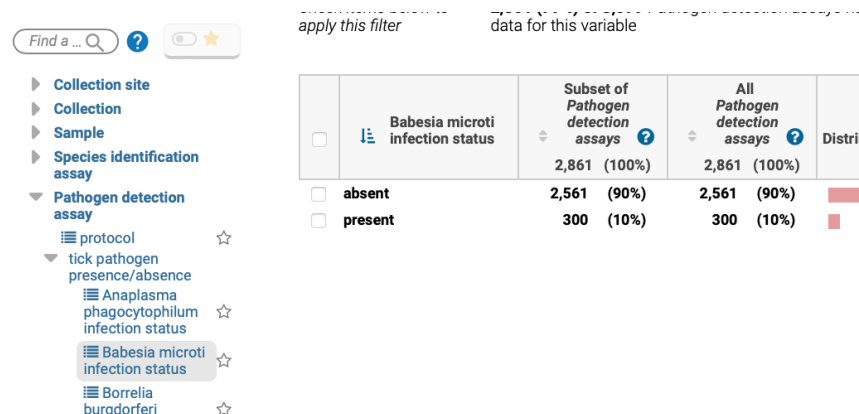 apply this filter
data for this variable
Find a ...
?
Collection site
Collection
Sample
Species identification
assay
Pathogen detection
assay
protocol
tick pathogen
presence/absence
Anaplasma
phagocytophilum
infection status
Babesia microti
infection status
Borrelia
burgdorferi
Babesia microti
infection status
Subset of
Pathogen
detection
assays ?
2,861 (100%)
All
Pathogen
detection
assays ?
2,861 (100%)
Distri
absent 2,561 (90%) 2,561 (90%)
present 300 (10%) 300 (10%)